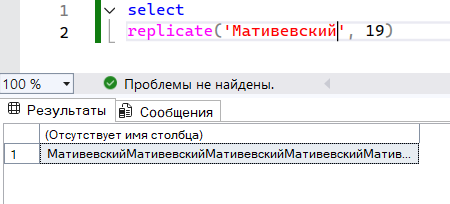 1 select
2 replicate('Мативевский', 19)
100 % Проблемы не найдены.
Результаты Сообщения
(Отсутствует имя столбца)
1 МативевскийМативевскийМативевскийМативевскийМатив...